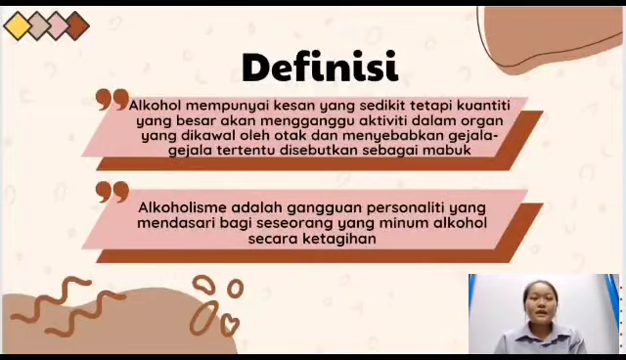 Definisi
Alkohol mempunyai kesan yang sedikit tetapi kuantiti
yang besar akan mengganggu aktiviti dalam organ
yang dikawal oleh otak dan menyebabkan gejala-
gejala tertentu disebutkan sebagai mabuk
Alkoholisme adalah gangguan personaliti yang
mendasari bagi seseorang yang minum alkohol
secara ketagihan